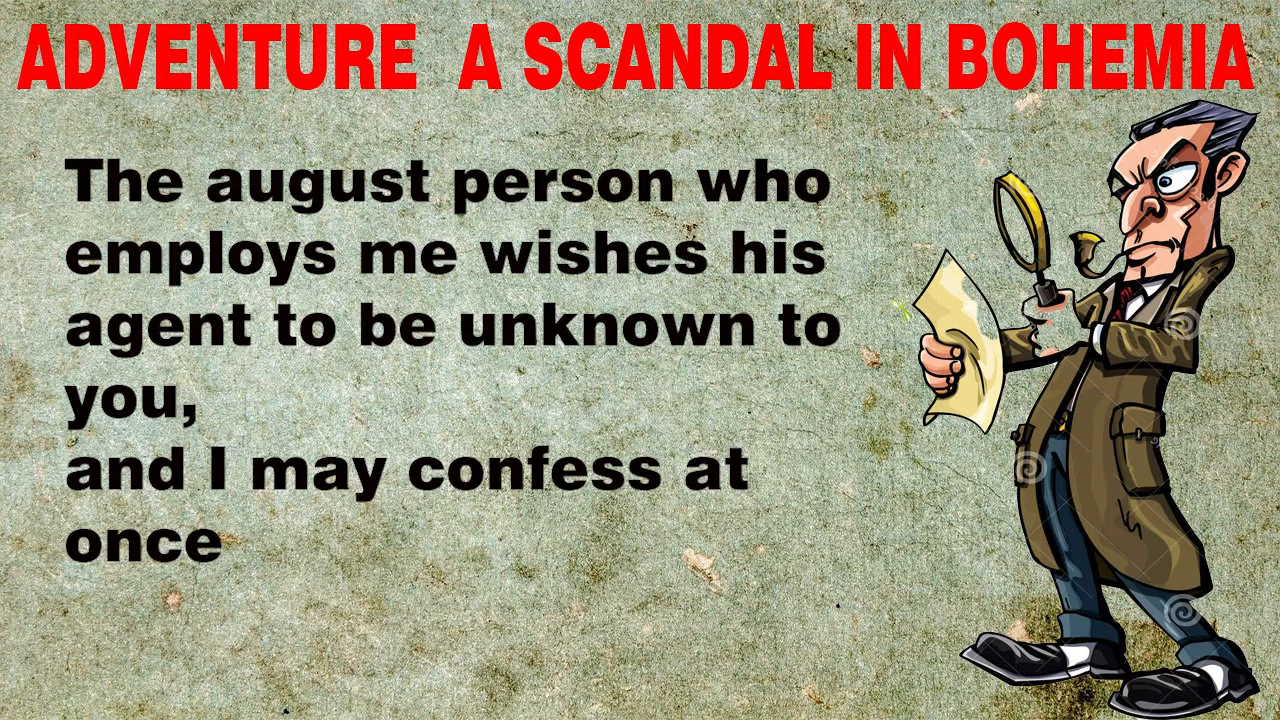 ADVENTURE A SCANDAL IN BOHEMIA
The august person who
employs me wishes his
agent to be unknown to
you,
and I may confess at
once